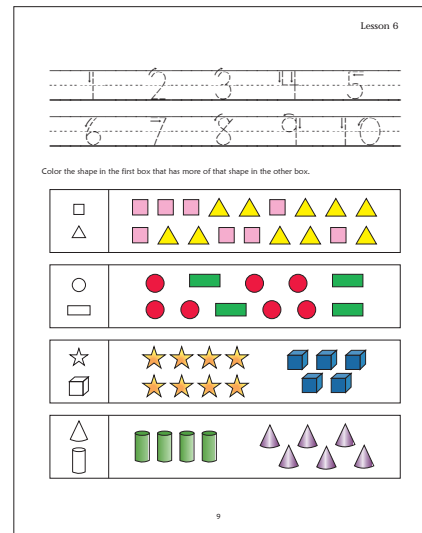 Lesson 6
1 2 3 4 5
6 7 8 9 10
Color the shape in the first box that has more of that shape in the other box.
9